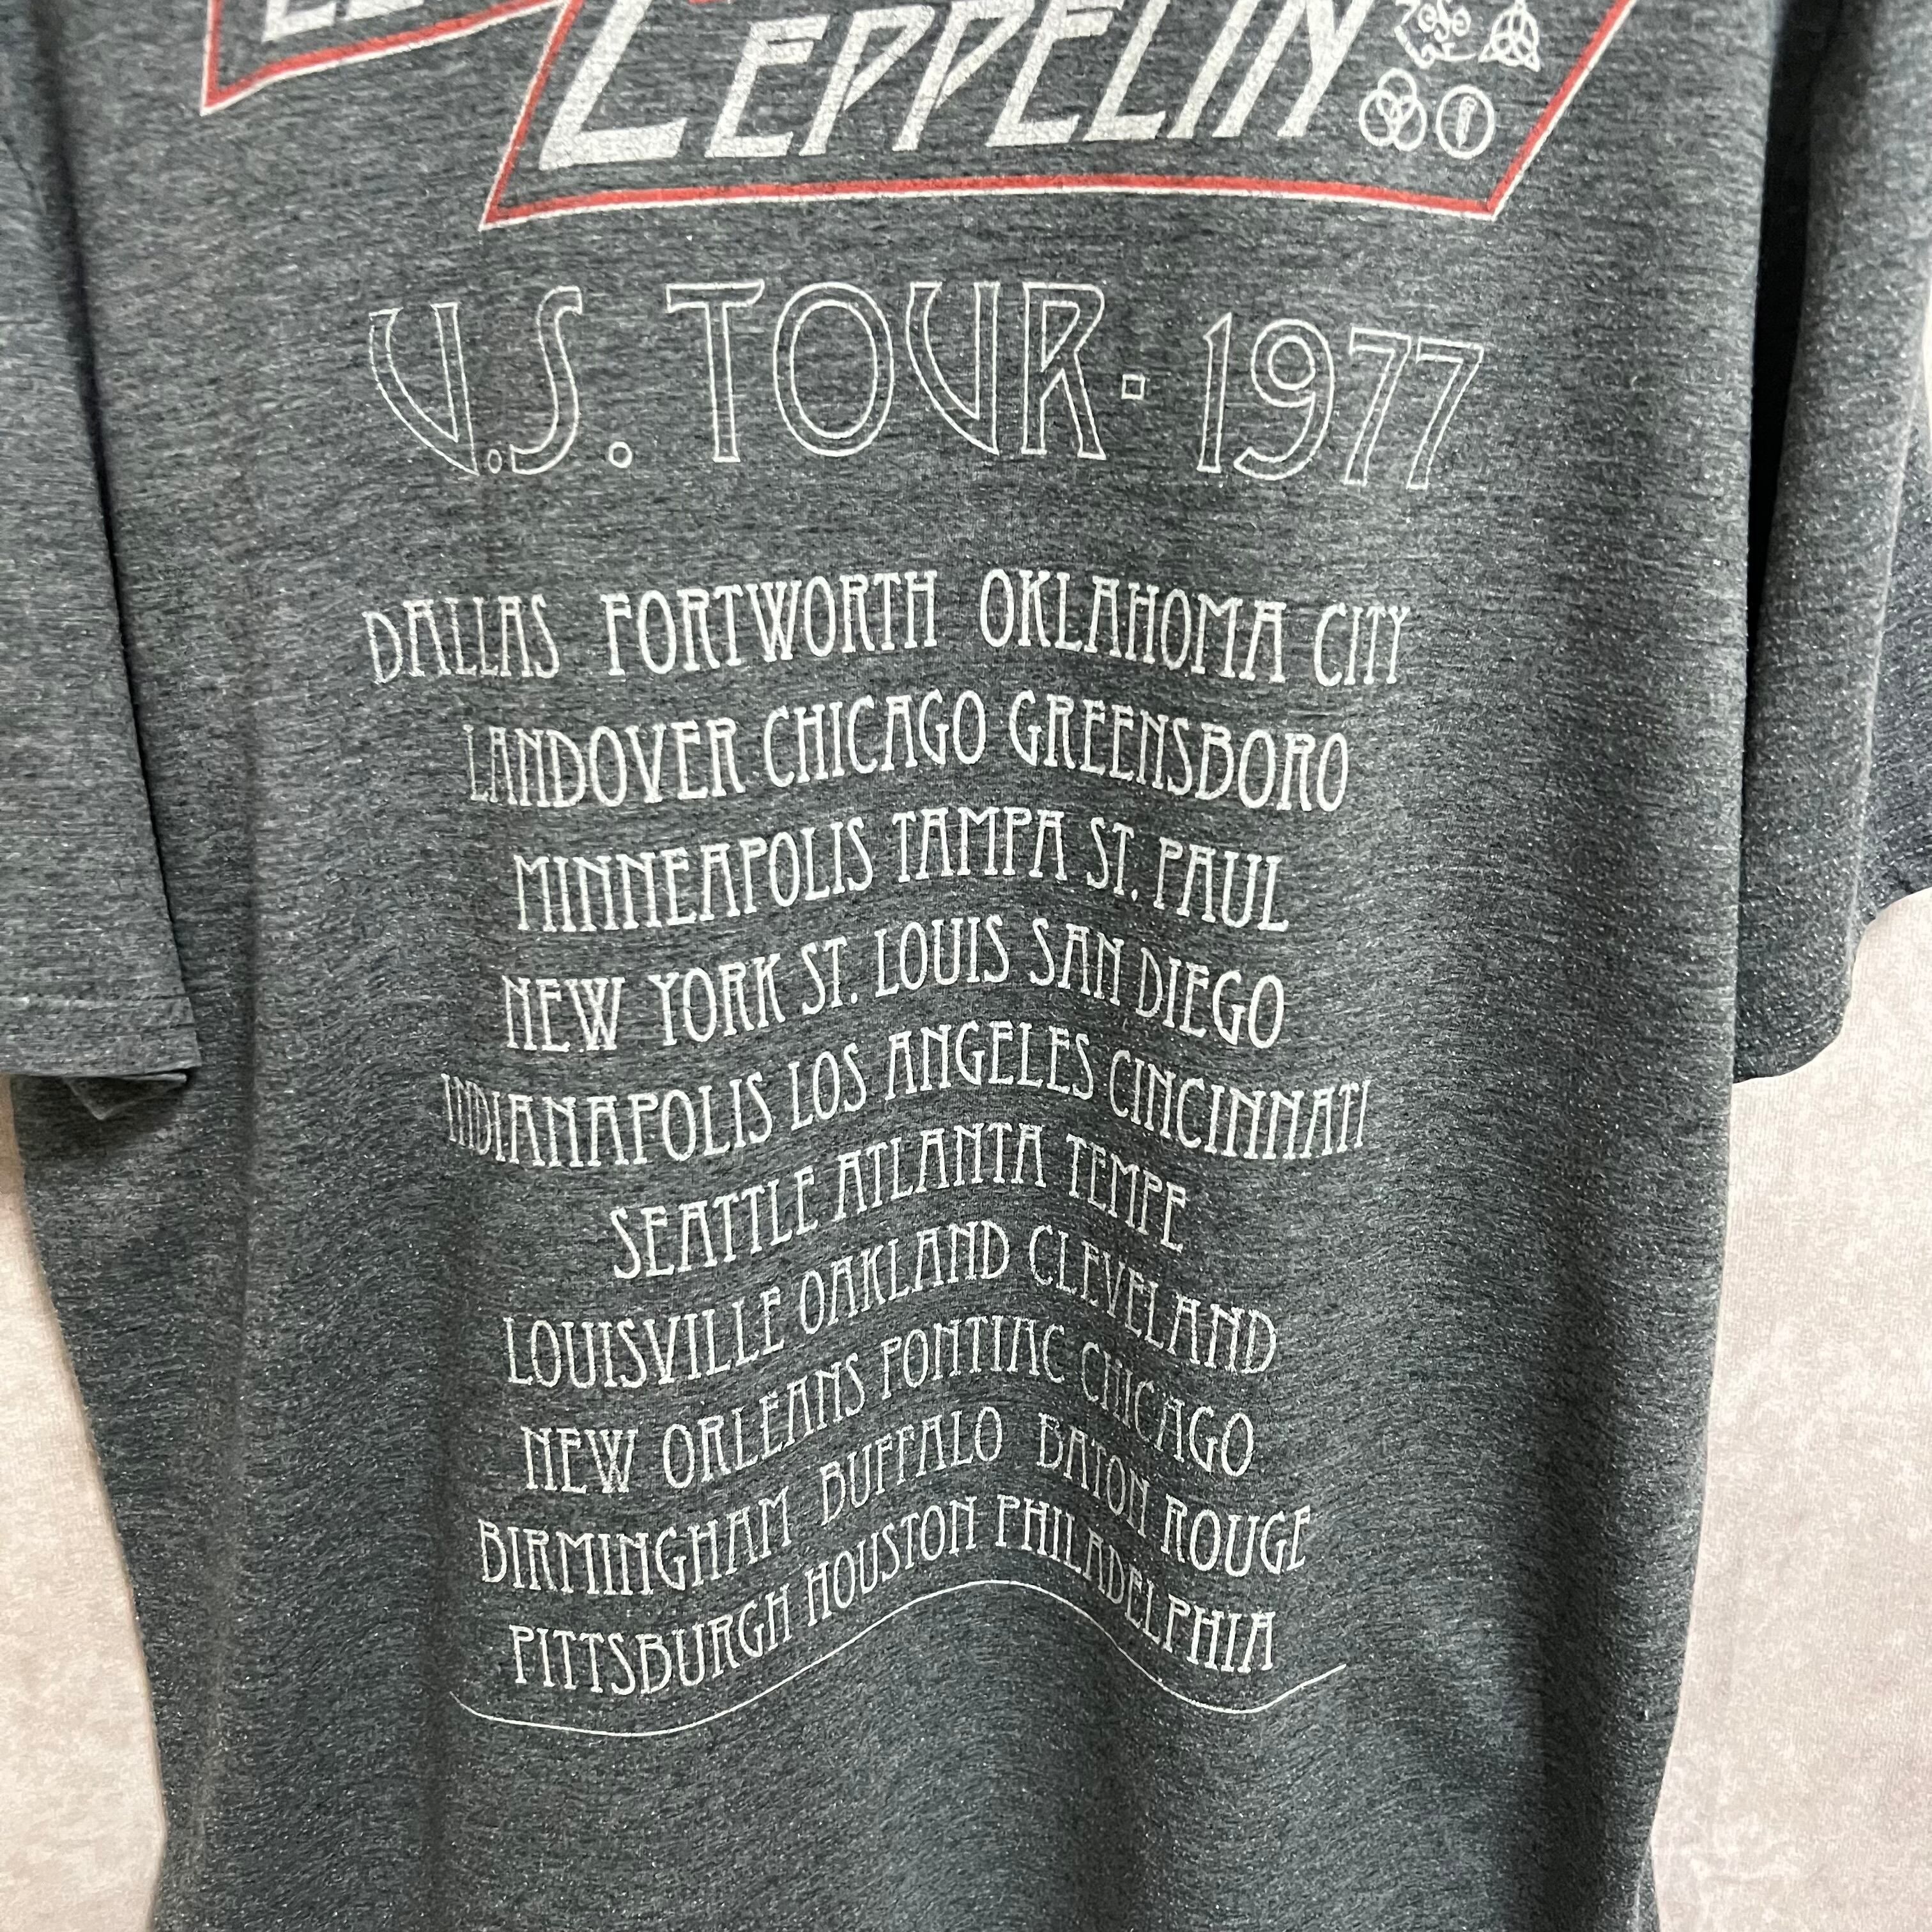 ZEPPELIN
U.S. TOUR · 1977
DALLAS FORTWORTH OKLAHOMA CITY
LANDOVER CHICAGO GREENSBORO
MINNEAPOLIS TAMPA ST. PAUL
NEW YORK ST. LOUIS SAN DIEGO
INDIANAPOLIS LOS ANGELES CINCINNATI
SEATTLE ATLANTA TEMPE
LOUISVILLE OAKLAND CLEVELAND
NEW ORLEANS PONTIAC CHICAGO
BIRMINGHAM BUFFALO BATON ROUGE
PITTSBURGH HOUSTON PHILADELPHIA